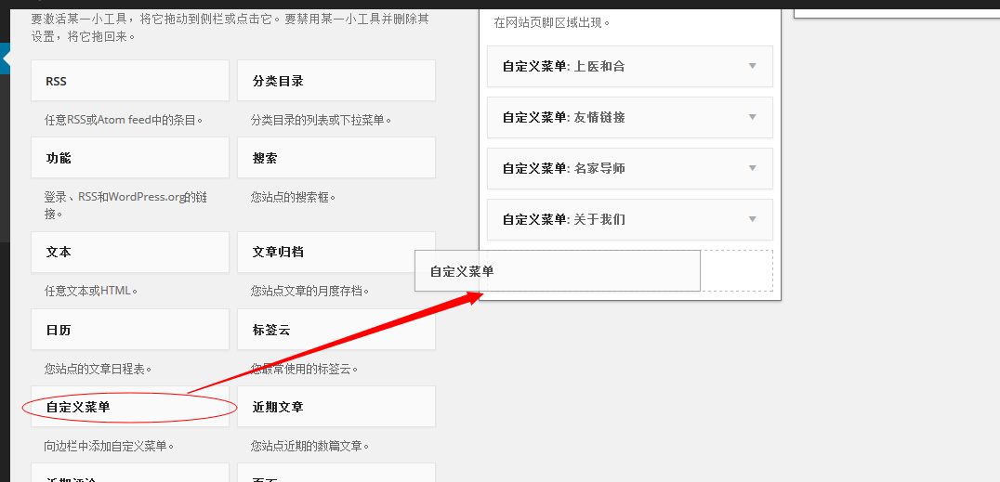 要激活某一小工具，将它拖动到侧栏或点击它。要禁用某一小工具并删除其
设置，将它拖回来。
RSS
分类目录
任意RSS或Atom feed中的条目。
分类目录的列表或下拉菜单。
功能
搜索
登录、RSS和WordPress.org的链
接。
您站点的搜索框。
文本
文章归档
任意文本或HTML。
您站点文章的月度存档。
日历
标签云
您站点的文章日程表。
您最常使用的标签云。
自定义菜单
近期文章
向边栏中添加自定义菜单。
您站点近期的数篇文章。
近期评论
页面
在网站页脚区域出现。
自定义菜单: 上医和合
自定义菜单: 友情链接
自定义菜单: 名家导师
自定义菜单: 关于我们
自定义菜单